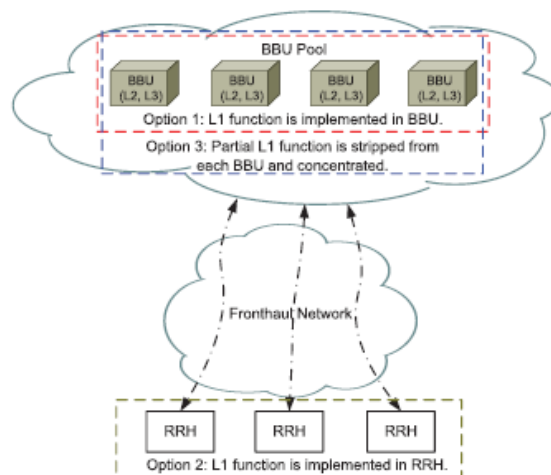 BBU Pool
BBU
(L2, L3)
BBU
(L2, L3)
BBU
(L2, L3)
BBU
(L2, L3)
Option 1: L1 function is implemented in BBU.
Option 3: Partial L1 function is stripped from
each BBU and concentrated.
Fronthaul Network
RRH
RRH
RRH
Option 2: L1 function is implemented in RRH.